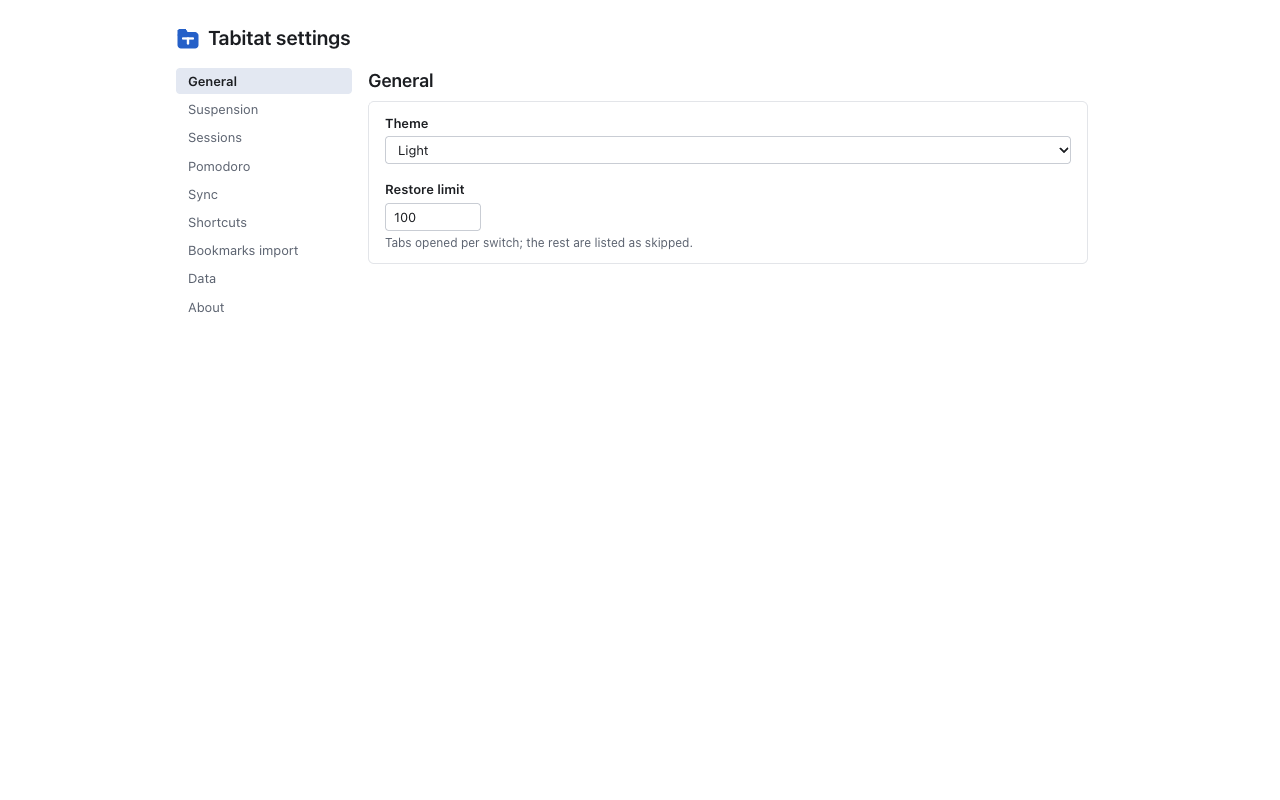 Tabitat settings
General
Suspension
Sessions
Pomodoro
Sync
Shortcuts
Bookmarks import
Data
About
General
Theme
Light
Restore limit
100
Tabs opened per switch; the rest are listed as skipped.